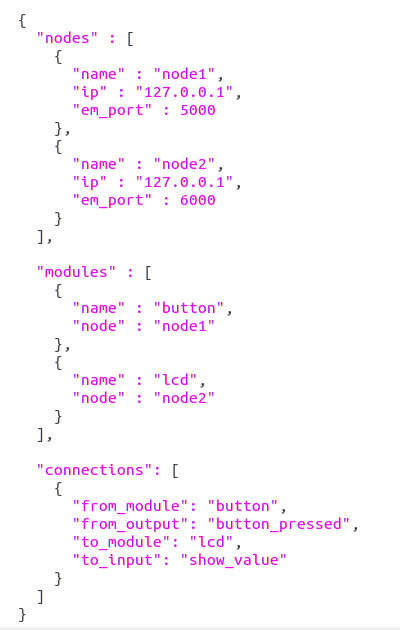 {
  "nodes" : [
    {
      "name" : "node1",
      "ip" : "127.0.0.1",
      "em_port" : 5000
    },
    {
      "name" : "node2",
      "ip" : "127.0.0.1",
      "em_port" : 6000
    }
  ],

  "modules" : [
    {
      "name" : "button",
      "node" : "node1"
    },
    {
      "name" : "lcd",
      "node" : "node2"
    }
  ],

  "connections": [
    {
      "from_module": "button",
      "from_output": "button_pressed",
      "to_module": "lcd",
      "to_input": "show_value"
    }
  ]
}